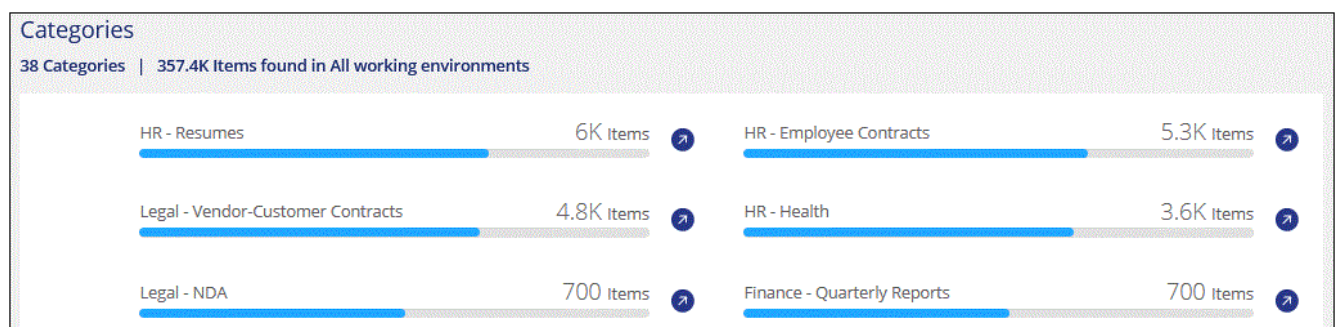 Categories
38 Categories | 357.4K Items found in All working environments
HR - Resumes 6K Items HR - Employee Contracts 5.3K Items
Legal - Vendor-Customer Contracts 4.8K Items HR - Health 3.6K Items
Legal - NDA 700 Items Finance - Quarterly Reports 700 Items